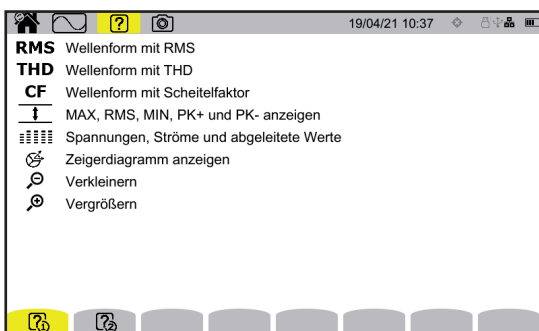 19/04/21 10:37
RMS Wellenform mit RMS
THD Wellenform mit THD
CF Wellenform mit Scheitelfaktor
MAX, RMS, MIN, PK+ und PK- anzeigen
Spannungen, Ströme und abgeleitete Werte
Zeigerdiagramm anzeigen
Verkleinern
Vergrößern